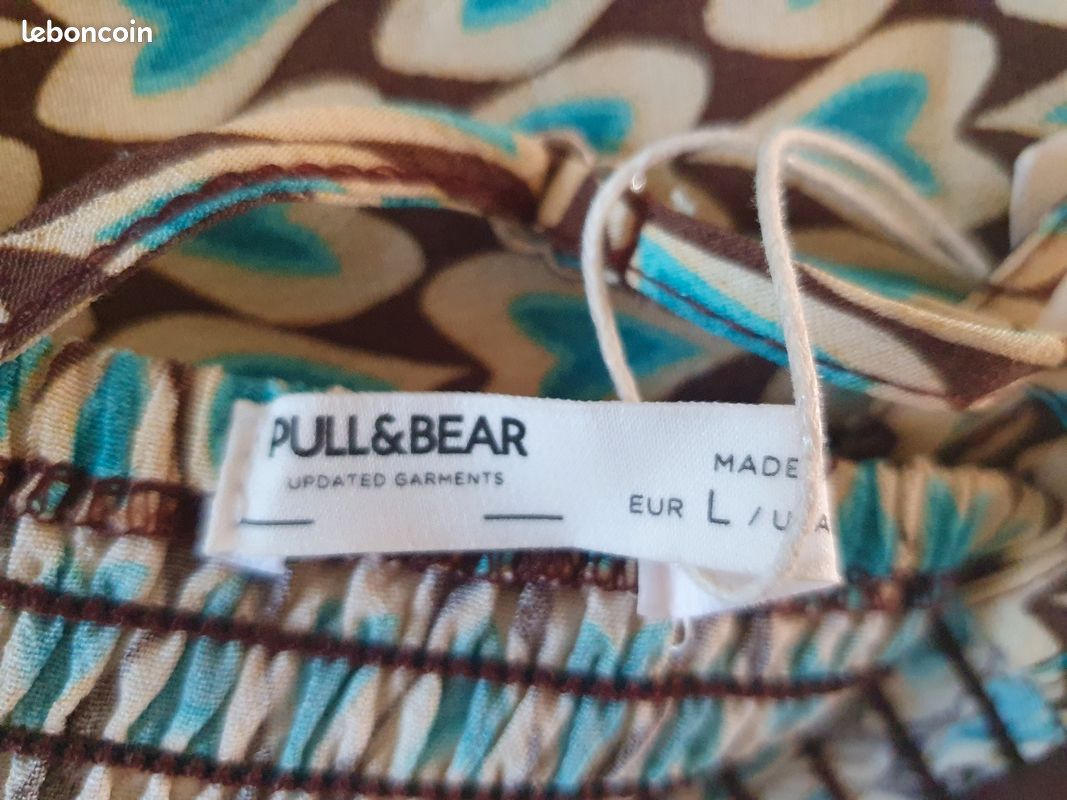 leboncoin
PULL&BEAR
UPDATED GARMENTS
MADE
EUR L / U A